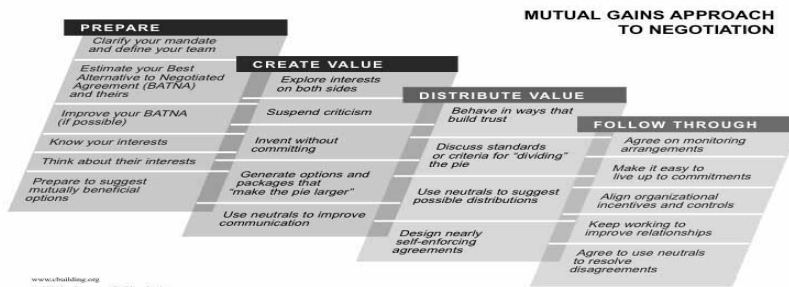 MUTUAL GAINS APPROACH
TO NEGOTIATION
PREPARE
Clarify your mandate
and define your team
Estimate your Best
Alternative to Negotiated
Agreement (BATNA)
and theirs
Improve your BATNA
(if possible)
Know your interests
Think about their interests
Prepare to suggest
mutually beneficial
options
CREATE VALUE
Explore interests
on both sides
Suspend criticism
Invent without
committing
Generate options and
packages that
“make the pie larger”
Use neutrals to improve
communication
DISTRIBUTE VALUE
Behave in ways that
build trust
Discuss standards
or criteria for “dividing”
the pie
Use neutrals to suggest
possible distributions
Design nearly
self-enforcing
agreements
FOLLOW THROUGH
Agree on monitoring
arrangements
Make it easy to
live up to commitments
Align organizational
incentives and controls
Keep working to
improve relationships
Agree to use neutrals
to resolve
disagreements
www.cbuilding.org